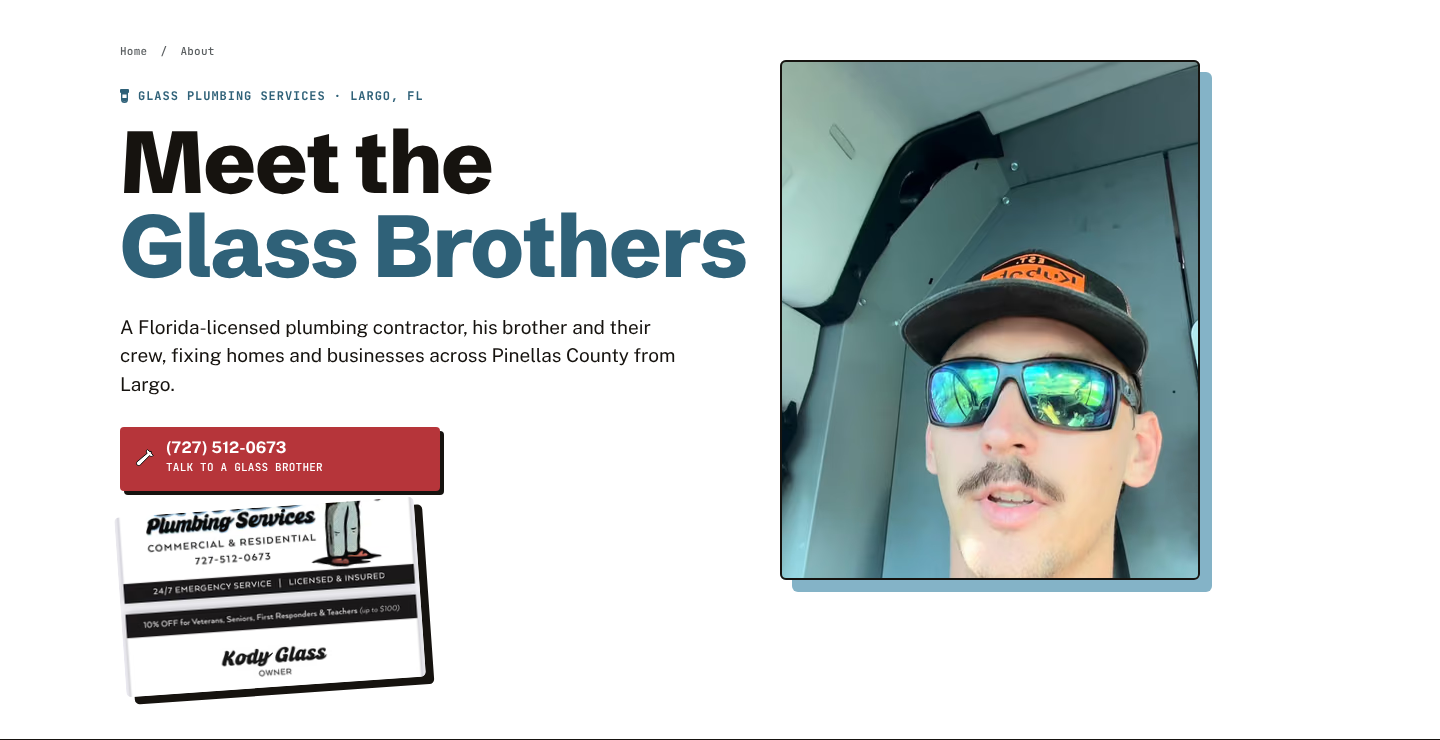 Home / About
GLASS PLUMBING SERVICES · LARGO, FL
Meet the
Glass Brothers
A Florida-licensed plumbing contractor, his brother and their
crew, fixing homes and businesses across Pinellas County from
Largo.
(727) 512-0673
TALK TO A GLASS BROTHER
Plumbing Services
COMMERCIAL & RESIDENTIAL
727-512-0673
24/7 EMERGENCY SERVICE | LICENSED & INSURED
10% OFF for Veterans, Seniors, First Responders & Teachers (up to $100)
Kody Glass
OWNER
EST.
Kubota